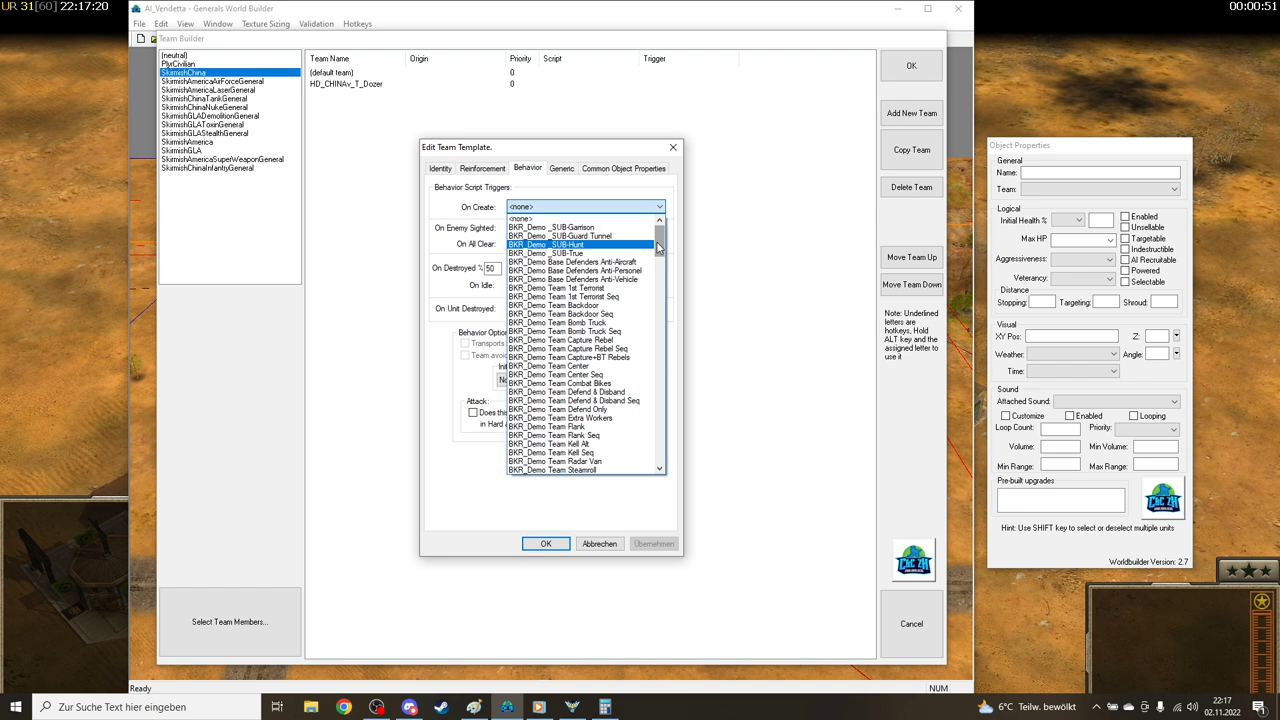 UR 31[60] 22:17:20
00:00:51
AI_Vendetta - Generals World Builder
File Edit View Window Texture Sizing Validation Hotkeys
Team Builder
(neutral)
PlyrCivilian
SkirmishChina
SkirmishAmericaAirForceGeneral
SkirmishAmericaLaserGeneral
SkirmishChinaTankGeneral
SkirmishChinaNukeGeneral
SkirmishGLADemolitionGeneral
SkirmishGLAToxinGeneral
SkirmishGLAStealthGeneral
SkirmishAmerica
SkirmishGLA
SkirmishAmericaSuperWeaponGeneral
SkirmishChinaInfantryGeneral
Select Team Members...
Team Name Origin Priority Script Trigger
(default team) 0
HD_CHINAv_T_Dozer 0
OK
Add New Team
Copy Team
Delete Team
Move Team Up
Move Team Down
Note: Underlined
letters are
hotkeys, Hold
ALT key and the
assigned letter to
use it
Cancel
Edit Team Template.
Identity Reinforcement Behavior Generic Common Object Properties
Behavior Script Triggers:
On Create: <none>
On Enemy Sighted:
On All Clear:
On Destroyed % 50
On Idle:
On Unit Destroyed:
Behavior Optio
Transports
Team avoid
Attack:
Does this
in Hard
<none>
BKR_Demo _SUB-Garrison
BKR_Demo _SUB-Guard Tunnel
BKR_Demo _SUB-Hunt
BKR_Demo _SUB-True
BKR_Demo Base Defenders Anti-Aircraft
BKR_Demo Base Defenders Anti-Personel
BKR_Demo Base Defenders Anti-Vehicle
BKR_Demo Team 1st Terrorist
BKR_Demo Team 1st Terrorist Seq
BKR_Demo Team Backdoor
BKR_Demo Team Backdoor Seq
BKR_Demo Team Bomb Truck
BKR_Demo Team Bomb Truck Seq
BKR_Demo Team Capture Rebel
BKR_Demo Team Capture Rebel Seq
BKR_Demo Team Capture+BT Rebels
BKR_Demo Team Center
BKR_Demo Team Center Seq
BKR_Demo Team Combat Bikes
BKR_Demo Team Defend & Disband
BKR_Demo Team Defend & Disband Seq
BKR_Demo Team Defend Only
BKR_Demo Team Extra Workers
BKR_Demo Team Flank
BKR_Demo Team Flank Seq
BKR_Demo Team Kell Alt
BKR_Demo Team Kell Seq
BKR_Demo Team Radar Van
BKR_Demo Team Steamroll
OK Abbrechen Übernehmen
Object Properties
General
Name:
Team:
Logical
Initial Health %
Max HP
Aggressiveness:
Veterancy:
Enabled
Unsellable
Targetable
Indestructible
AI Recruitable
Powered
Selectable
Distance
Stopping: Targeting: Shroud:
Visual
XY Pos: Z:
Weather: Angle:
Time:
Sound
Attached Sound:
Customize Enabled Looping
Loop Count: Priority:
Volume: Min Volume:
Min Range: Max Range:
Pre-built upgrades
C&C ZH
Hint: Use SHIFT key to select or deselect multiple units
Worldbuilder Version: 2.7
Ready
NUM
Zur Suche Text hier eingeben
6°C Teilw. bewölkt
22:17
02.11.2022